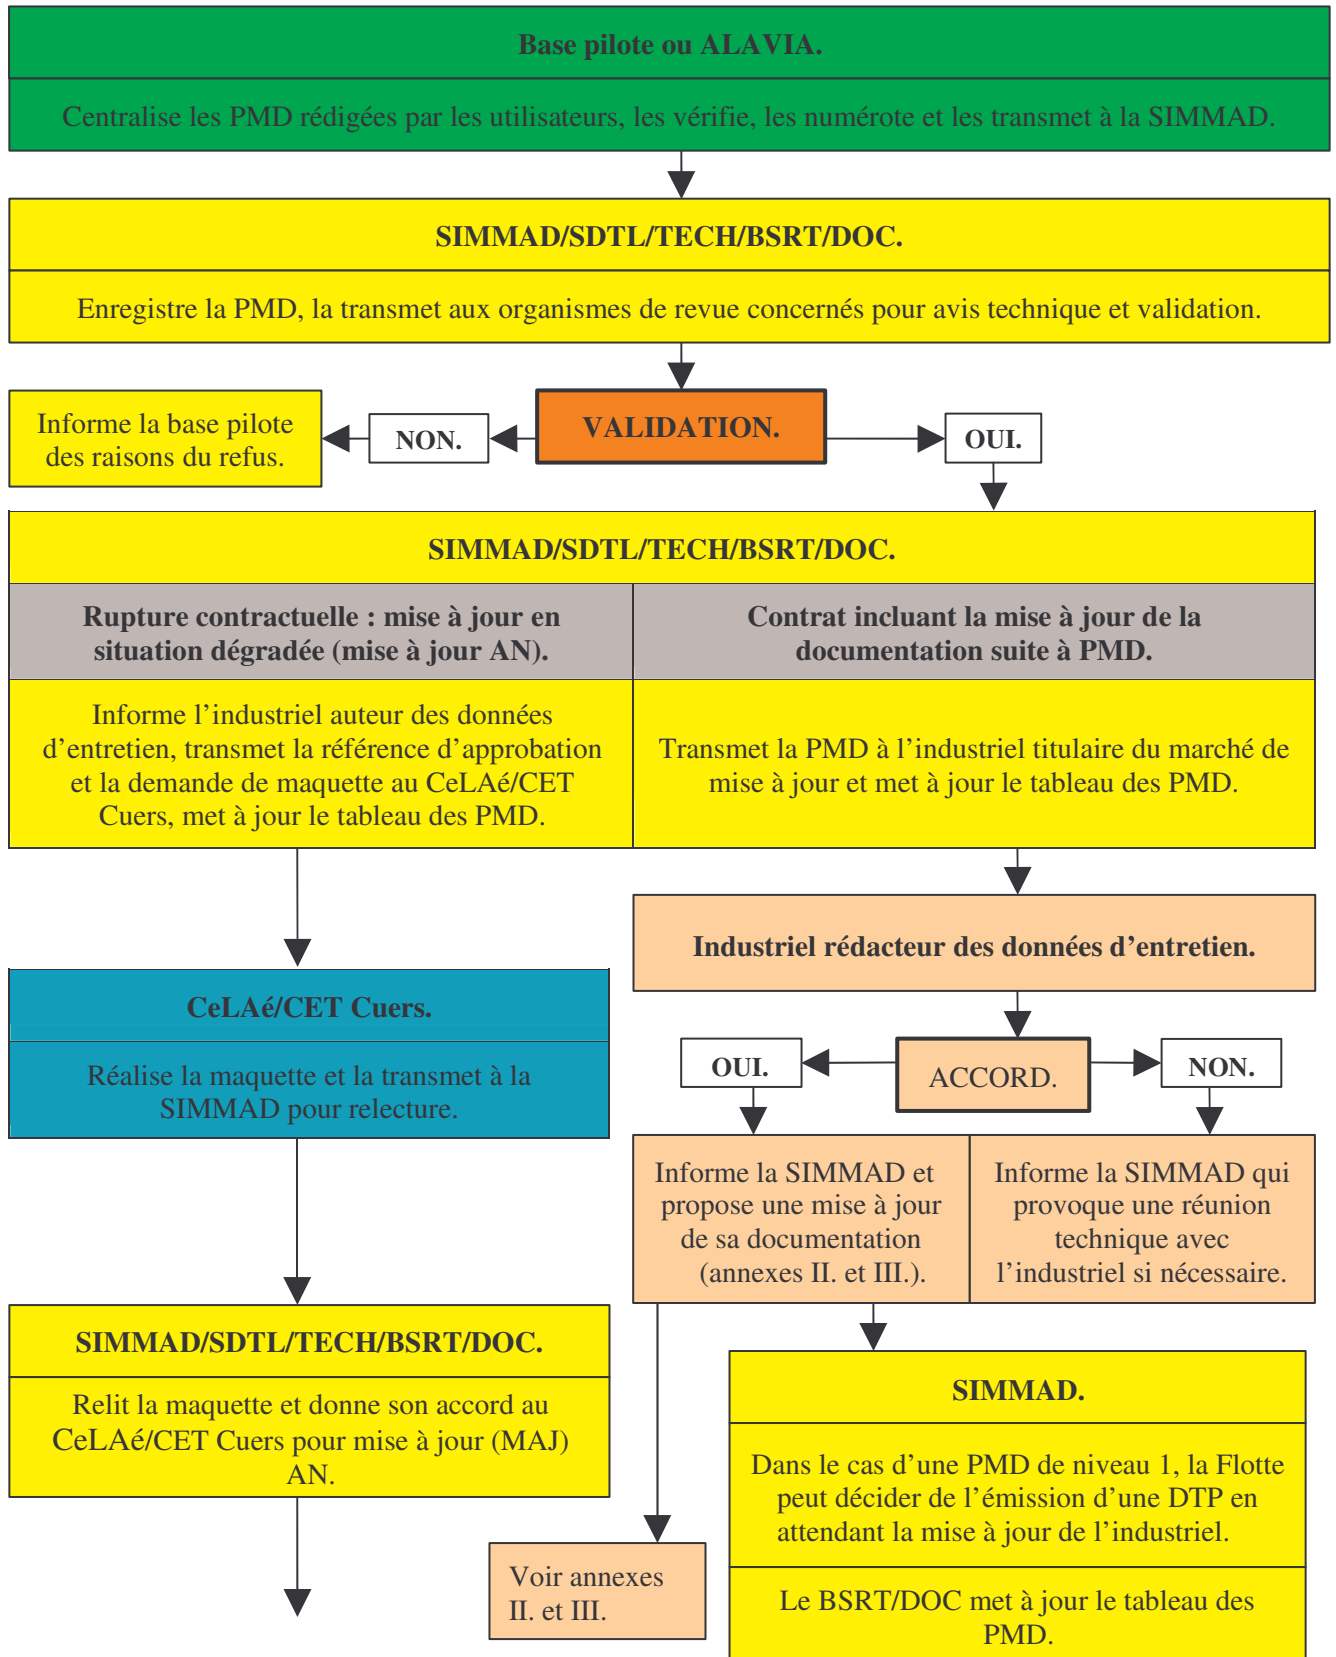 Base pilote ou ALAVIA.
Centralise les PMD rédigées par les utilisateurs, les vérifie, les numérote et les transmet à la SIMMAD.
SIMMAD/SDTL/TECH/BSRT/DOC.
Enregistre la PMD, la transmet aux organismes de revue concernés pour avis technique et validation.
Informe la base pilote
des raisons du refus.
NON.
VALIDATION.
OUI.
SIMMAD/SDTL/TECH/BSRT/DOC.
Rupture contractuelle : mise à jour en
situation dégradée (mise à jour AN).
Contrat incluant la mise à jour de la
documentation suite à PMD.
Informe l’industriel auteur des données
d’entretien, transmet la référence d’approbation
et la demande de maquette au CeLAé/CET
Cuers, met à jour le tableau des PMD.
Transmet la PMD à l’industriel titulaire du marché de
mise à jour et met à jour le tableau des PMD.
Industriel rédacteur des données d’entretien.
CeLAé/CET Cuers.
Réalise la maquette et la transmet à la
SIMMAD pour relecture.
OUI.
ACCORD.
NON.
Informe la SIMMAD et
propose une mise à jour
de sa documentation
(annexes II. et III.).
Informe la SIMMAD qui
provoque une réunion
technique avec
l’industriel si nécessaire.
SIMMAD/SDTL/TECH/BSRT/DOC.
Relit la maquette et donne son accord au
CeLAé/CET Cuers pour mise à jour (MAJ)
AN.
SIMMAD.
Dans le cas d’une PMD de niveau 1, la Flotte
peut décider de l’émission d’une DTP en
attendant la mise à jour de l’industriel.
Le BSRT/DOC met à jour le tableau des
PMD.
Voir annexes
II. et III.